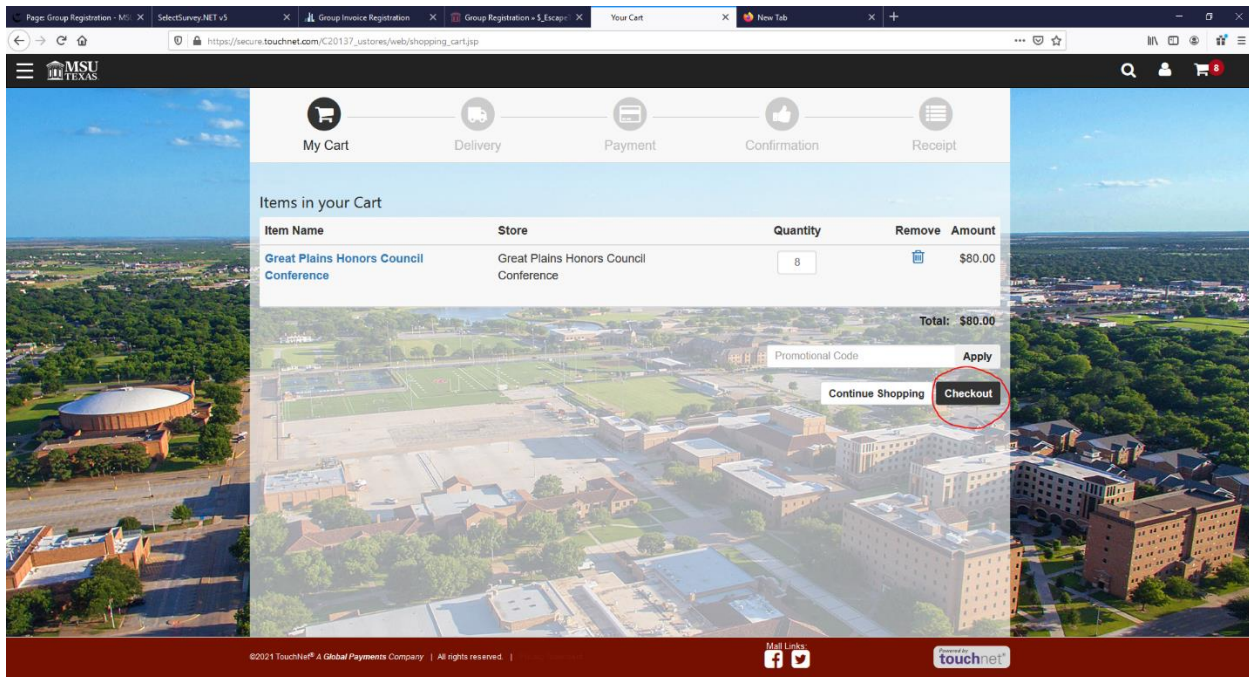 Page: Group Registration - MS
SelectSurvey.NET v5
Group Invoice Registration
Group Registration » $_Escape
Your Cart
New Tab
https://secure.touchnet.com/C20137_ustores/web/shopping_cart.jsp
MSU
TEXAS
8
My Cart
Delivery
Payment
Confirmation
Receipt
Items in your Cart
Item Name Store Quantity Remove Amount
Great Plains Honors Council Great Plains Honors Council 8 $80.00
Conference Conference
Total: $80.00
Promotional Code Apply
Continue Shopping Checkout
©2021 TouchNet® A Global Payments Company | All rights reserved. |
Mall Links:
Powered by
touchnet®